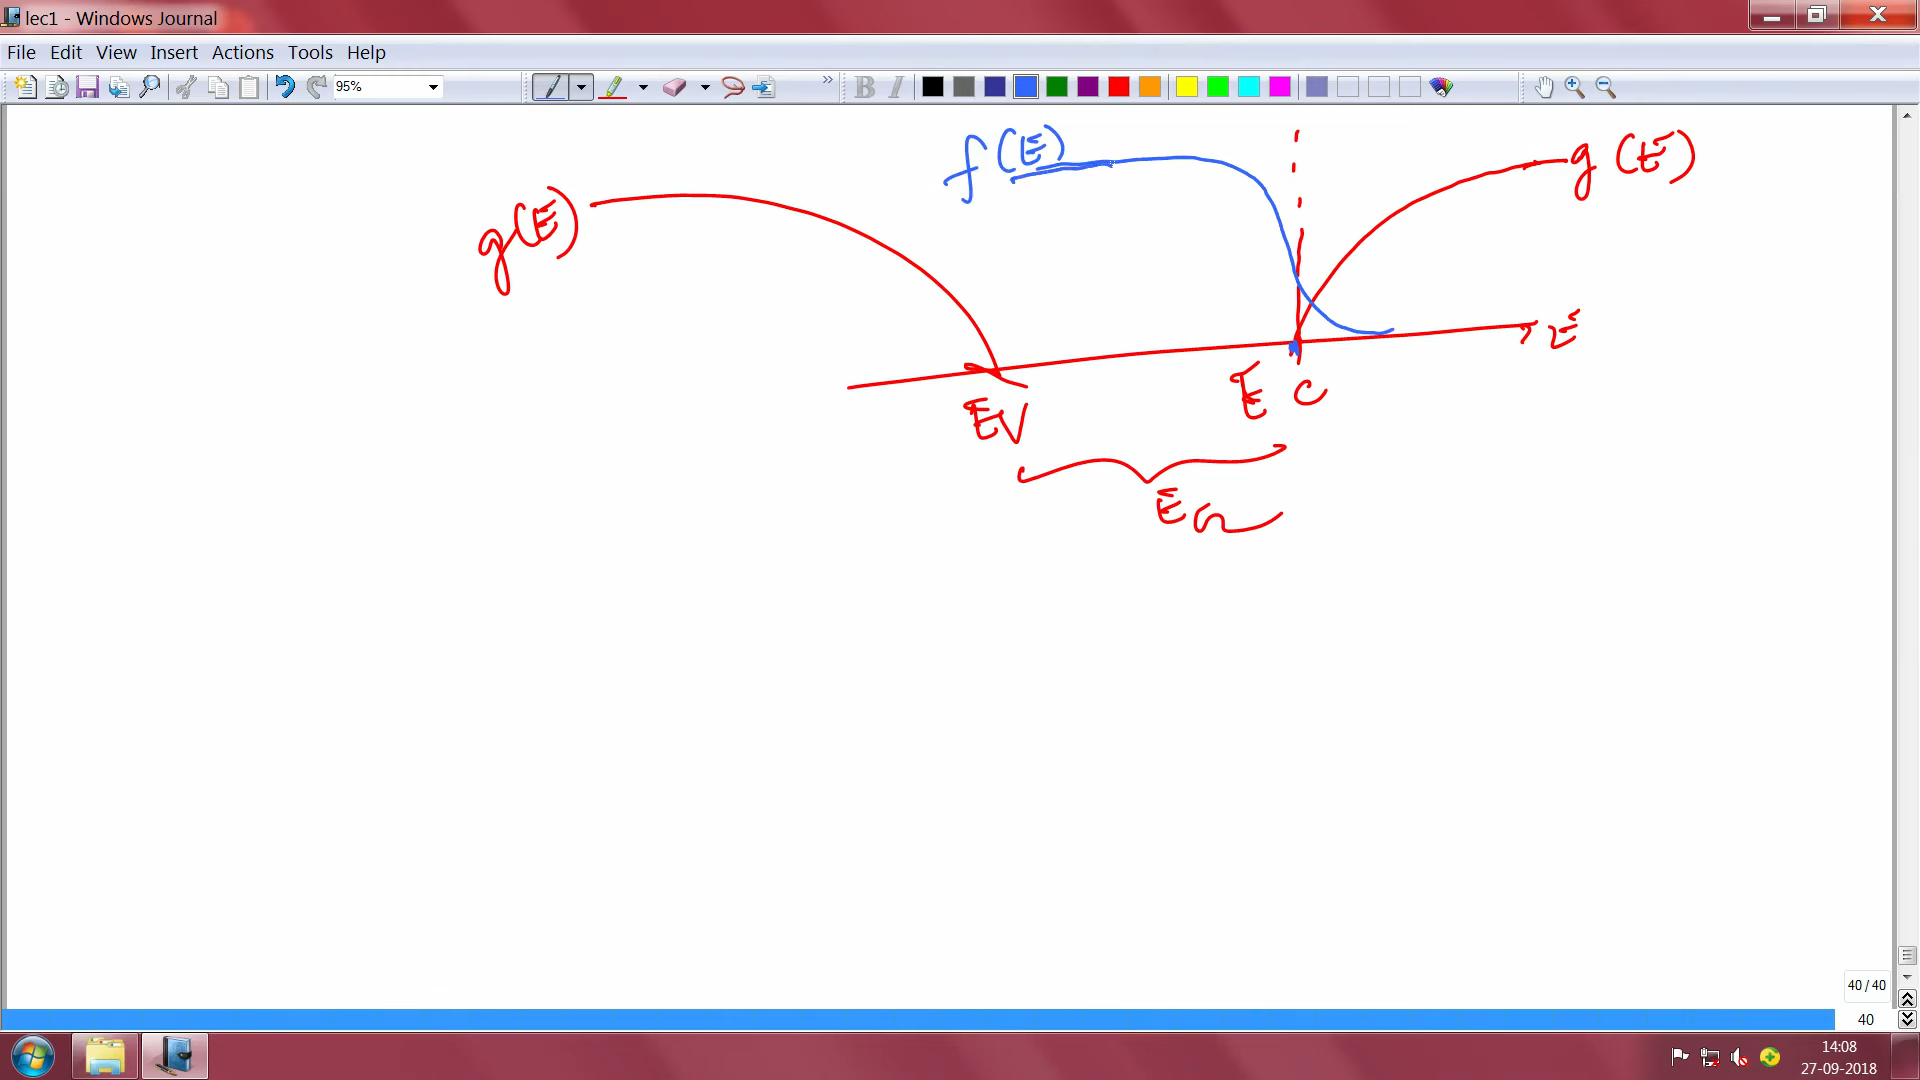 lec1 - Windows Journal
File Edit View Insert Actions Tools Help
95%
B I
f(E)
g(E)
g(E)
E
EV
EC
EG
40 / 40
40
14:08
27-09-2018